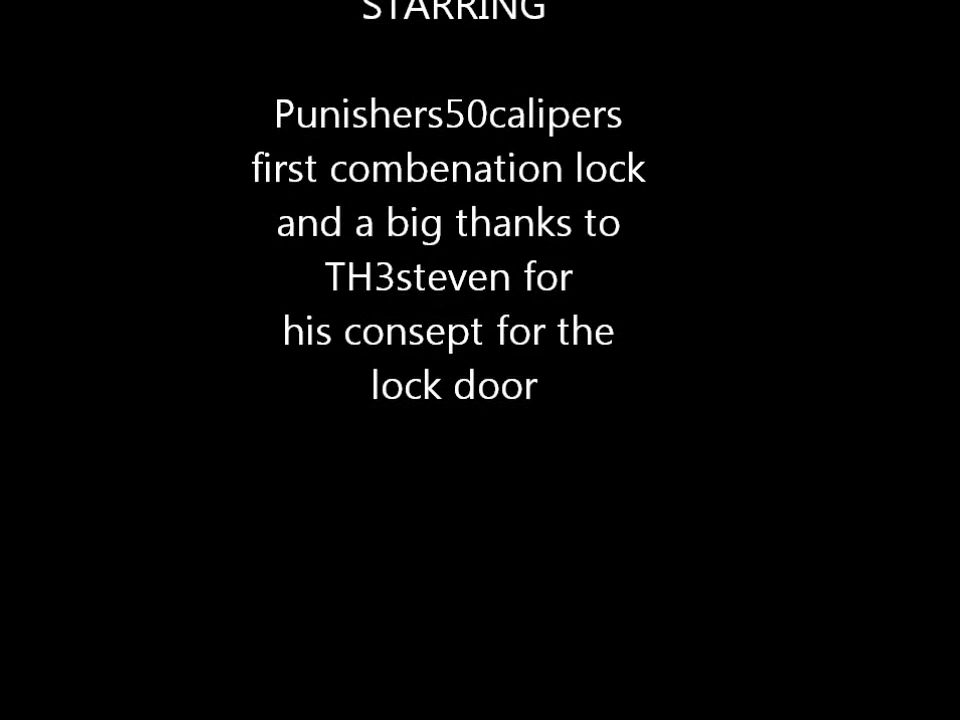 STARRING
Punishers50calipers
first combenation lock
and a big thanks to
TH3steven for
his consept for the
lock door